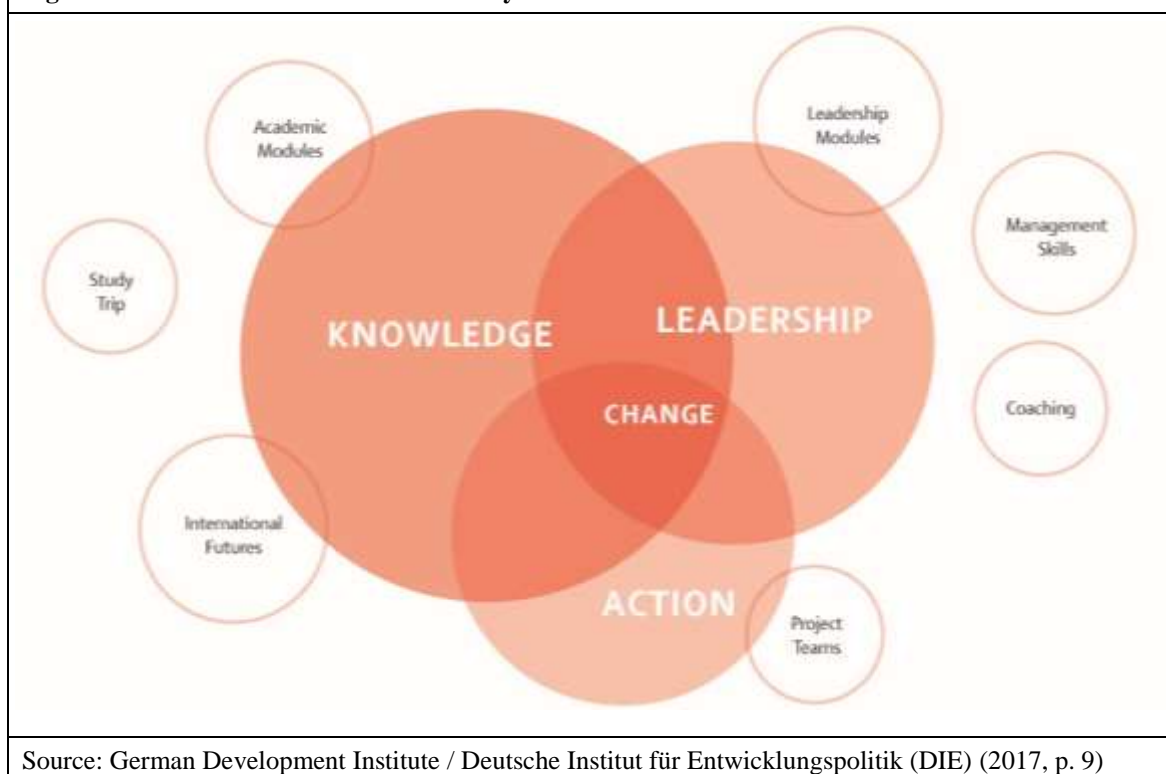 Academic
Modules
Leadership
Modules
Management
Skills
Study
Trip
KNOWLEDGE
LEADERSHIP
CHANGE
Coaching
International
Futures
ACTION
Project
Teams
Source: German Development Institute / Deutsche Institut für Entwicklungspolitik (DIE) (2017, p. 9)